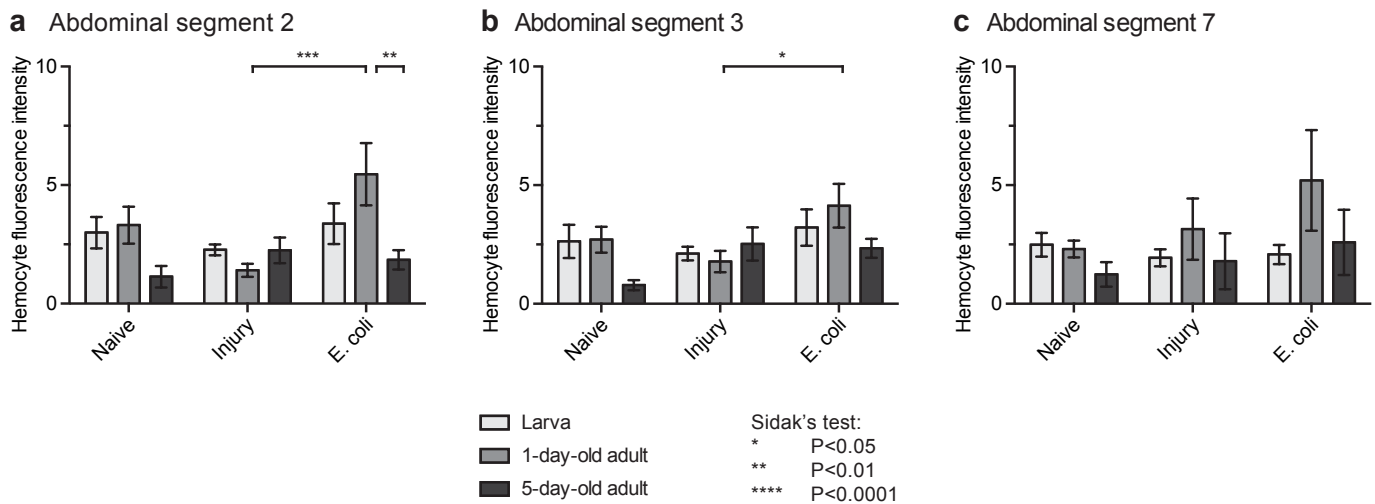 a Abdominal segment 2
Hemocyte fluorescence intensity
10
5
0
***
**
Naive
Injury
E. coli
b Abdominal segment 3
Hemocyte fluorescence intensity
10
5
0
*
Naive
Injury
E. coli
c Abdominal segment 7
Hemocyte fluorescence intensity
10
5
0
Naive
Injury
E. coli
Larva
1-day-old adult
5-day-old adult
Sidak's test:
* P<0.05
** P<0.01
**** P<0.0001